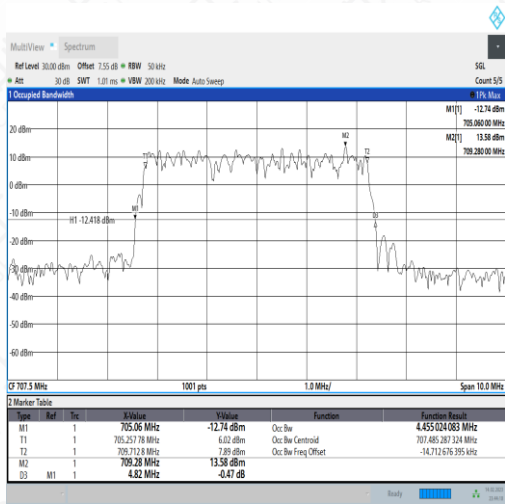 MultiView Spectrum
Ref Level 30.00 dBm Offset 7.55 dB RBW 50 kHz SGL
Att 30 dB SWT 1.01 ms VBW 200 kHz Mode Auto Sweep Count 5/5
1 Occupied Bandwidth 1Pk Max
M1[1] -12.74 dBm
705.060 00 MHz
M2[1] 13.58 dBm
709.280 00 MHz
20 dBm
10 dBm
0 dBm
-10 dBm
-20 dBm
-30 dBm
-40 dBm
-50 dBm
-60 dBm
M2
T1
T2
M1
H1 -12.418 dBm
D3
CF 707.5 MHz 1001 pts 1.0 MHz/ Span 10.0 MHz
2 Marker Table
Type Ref Trc X-Value Y-Value Function Function Result
M1 1 705.06 MHz -12.74 dBm Occ Bw 4.455 024 083 MHz
T1 1 705.257 78 MHz 6.02 dBm Occ Bw Centroid 707.485 287 324 MHz
T2 1 709.712 8 MHz 7.89 dBm Occ Bw Freq Offset -14.712 676 395 kHz
M2 1 709.28 MHz 13.58 dBm
D3 M1 1 4.82 MHz -0.47 dB
Ready